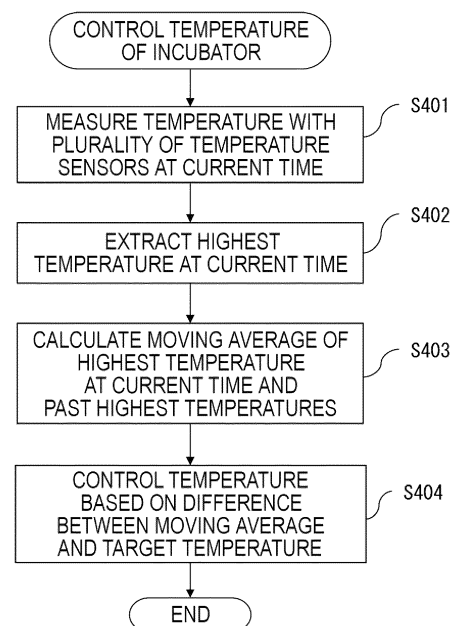 CONTROL TEMPERATURE
OF INCUBATOR
MEASURE TEMPERATURE WITH
PLURALITY OF TEMPERATURE
SENSORS AT CURRENT TIME
S401
EXTRACT HIGHEST
TEMPERATURE AT CURRENT TIME
S402
CALCULATE MOVING AVERAGE OF
HIGHEST TEMPERATURE
AT CURRENT TIME AND
PAST HIGHEST TEMPERATURES
S403
CONTROL TEMPERATURE
BASED ON DIFFERENCE
BETWEEN MOVING AVERAGE
AND TARGET TEMPERATURE
S404
END